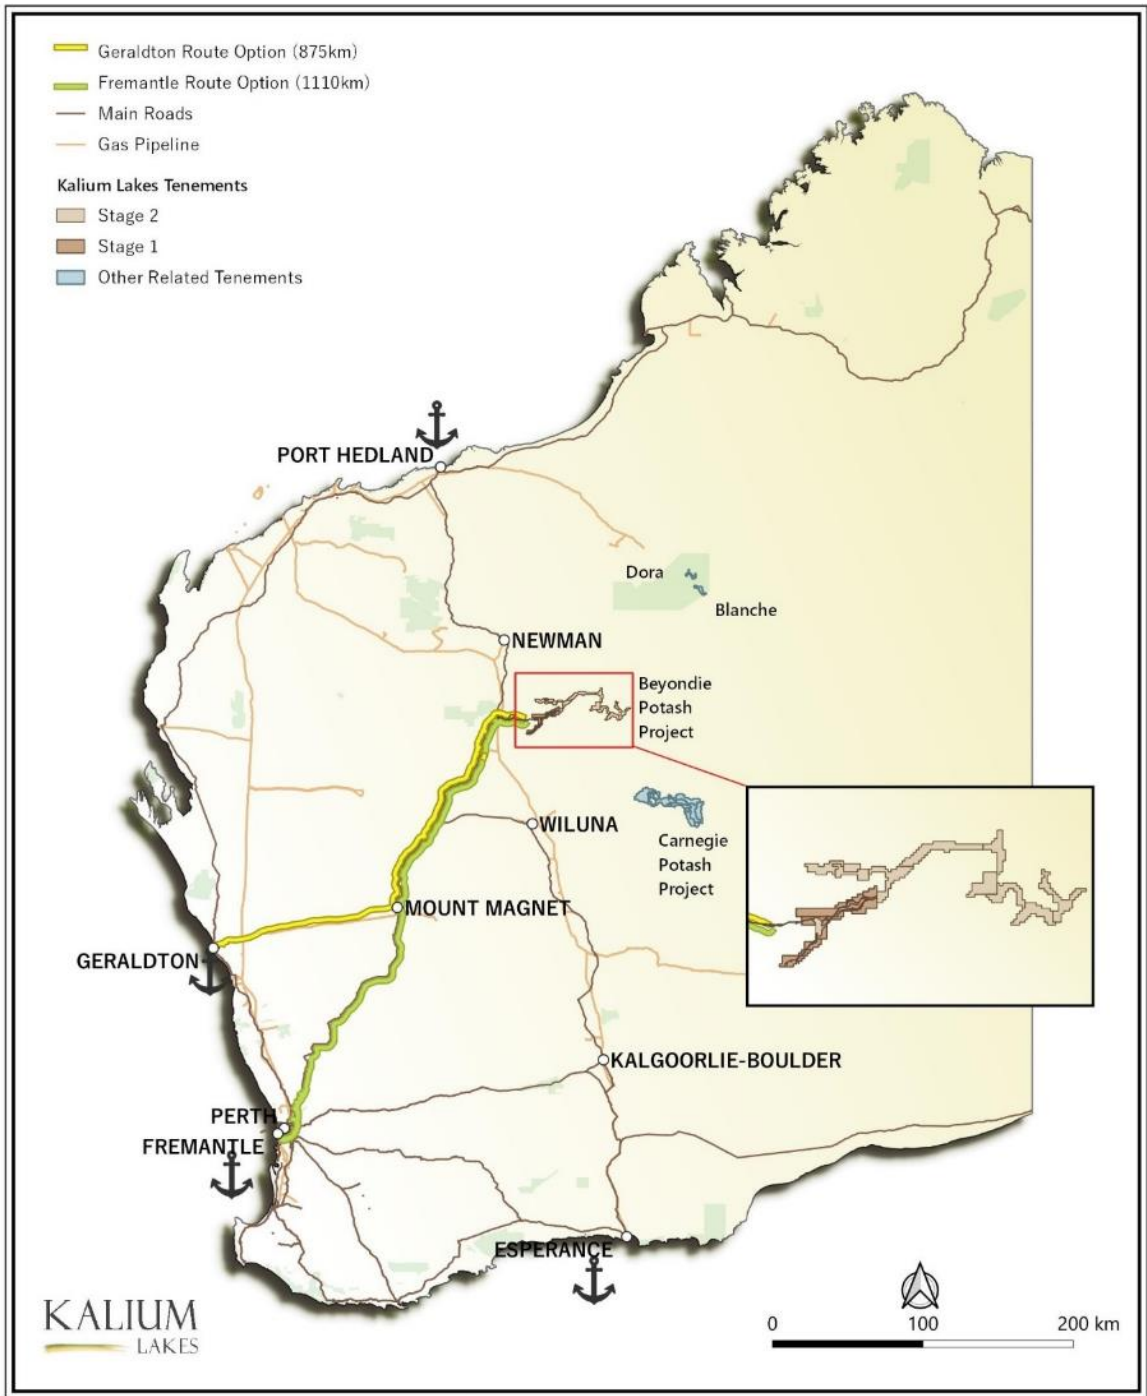 Geraldton Route Option (875km)
Fremantle Route Option (1110km)
Main Roads
Gas Pipeline
Kalium Lakes Tenements
Stage 2
Stage 1
Other Related Tenements
PORT HEDLAND
Dora
Blanche
NEWMAN
Beyondie
Potash
Project
WILUNA
Carnegie
Potash
Project
MOUNT MAGNET
GERALDTON
KALGOORLIE-BOULDER
PERTH
FREMANTLE
ESPERANCE
KALIUM
LAKES
0 100 200 km